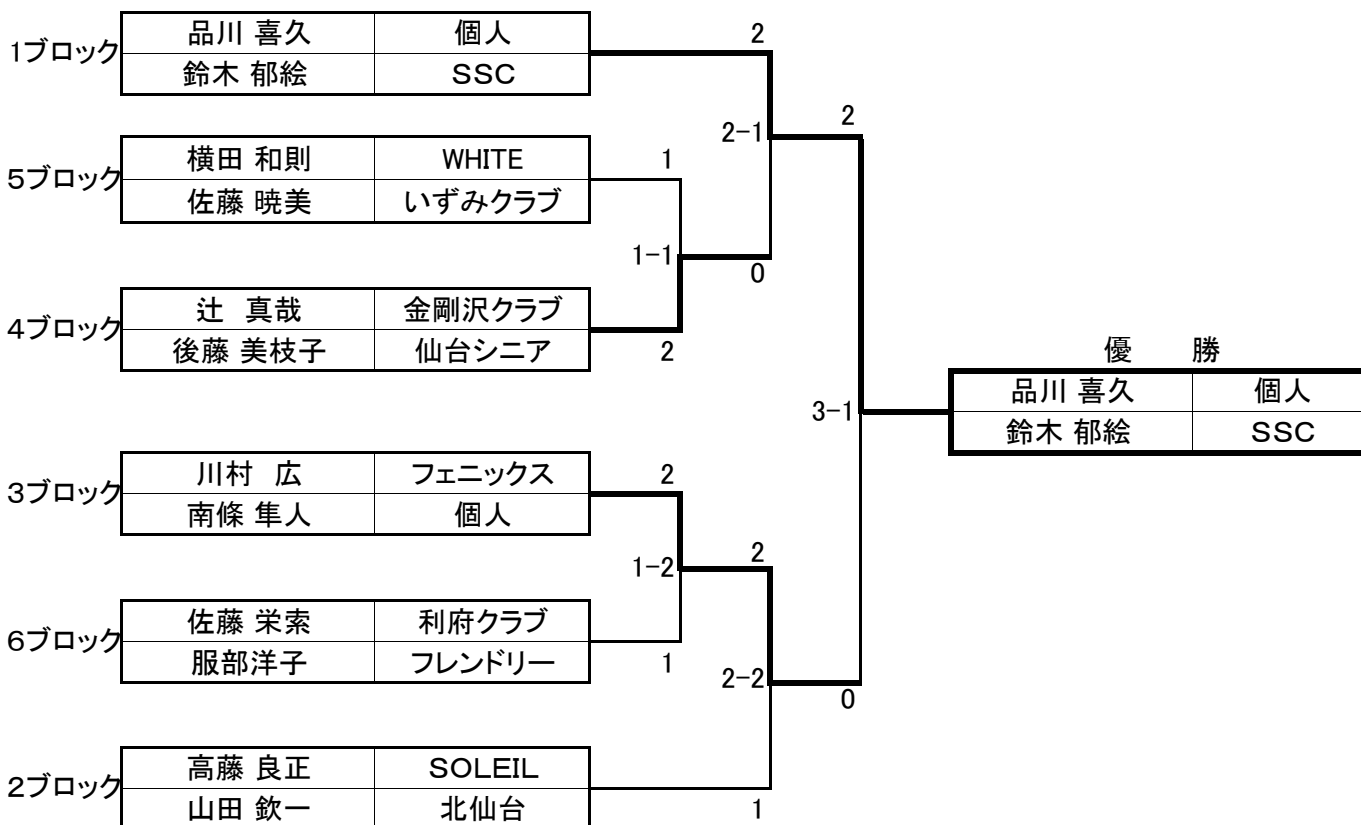 1ブロック 品川 喜久 個人 2
鈴木 郁絵 SSC
2-1 2
5ブロック 横田 和則 WHITE 1
佐藤 暁美 いずみクラブ
1-1 0
4ブロック 辻 真哉 金剛沢クラブ
後藤 美枝子 仙台シニア 2
優 勝
品川 喜久 個人
3-1
鈴木 郁絵 SSC
3ブロック 川村 広 フェニックス 2
南條 隼人 個人
1-2 2
6ブロック 佐藤 栄索 利府クラブ
服部洋子 フレンドリー 1
2-2 0
2ブロック 高藤 良正 SOLEIL
山田 欽一 北仙台 1